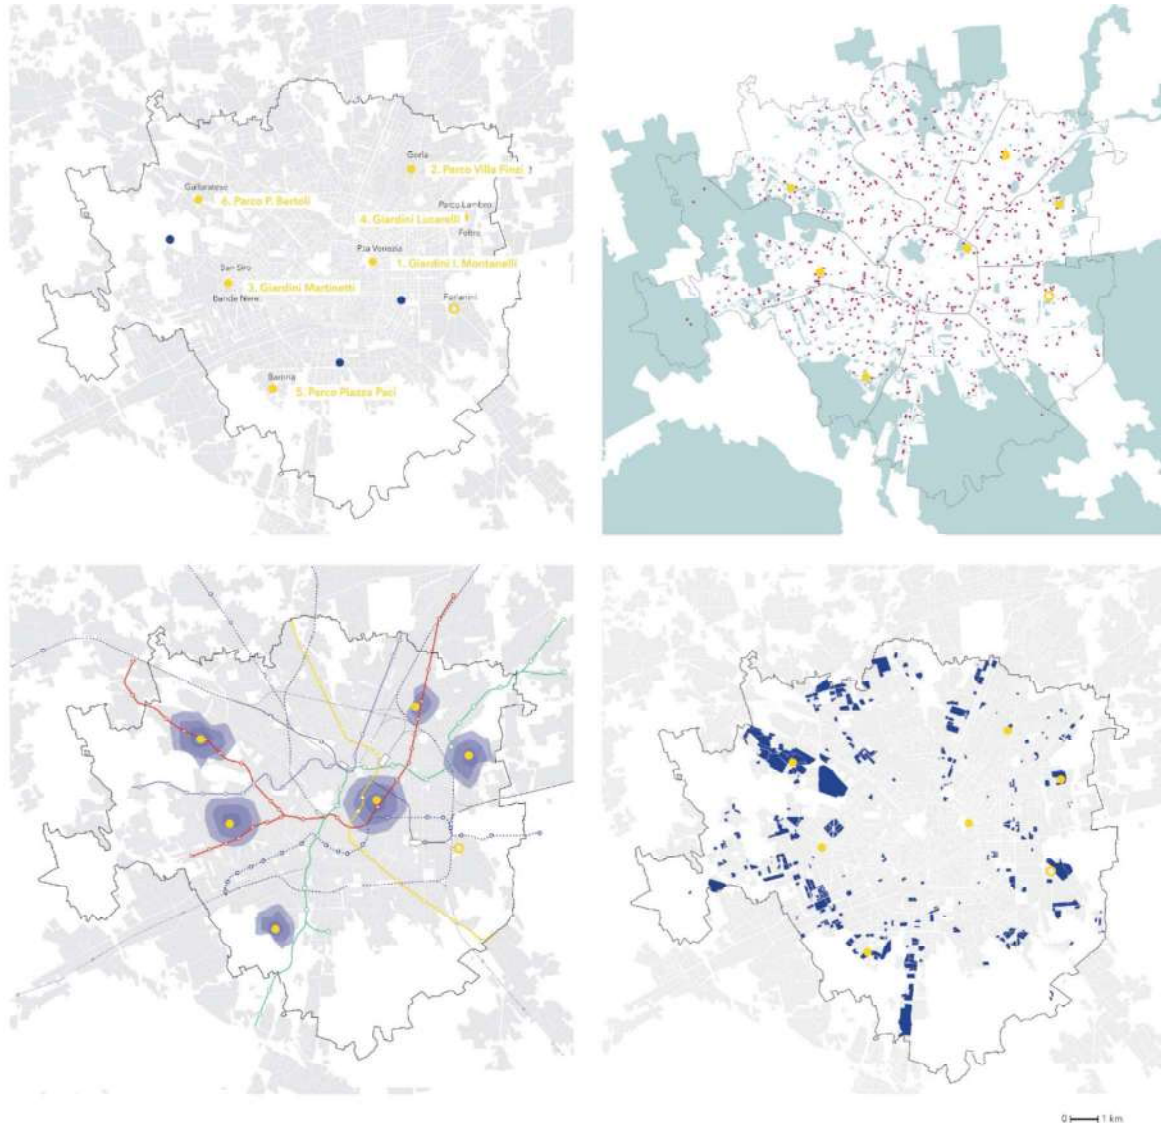 Gorla
2. Parco Villa Finzi
Gallaratese
6. Parco P. Bertoli
Parco Lambro
4. Giardini Lucarelli
Feltre
P.za Venezia
1. Giardini I. Montanelli
San Siro
3. Giardini Martinetti
Bande Nere
Forlanini
Barona
5. Parco Piazza Paci
0 1 km